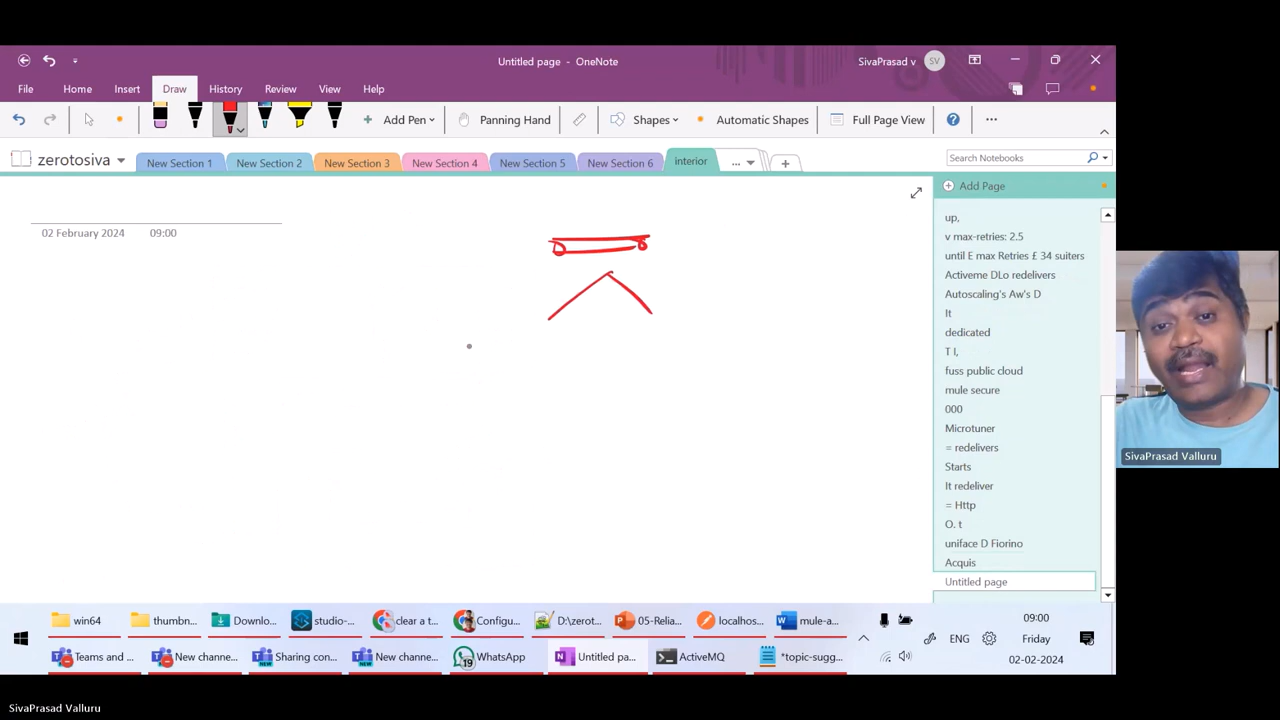 Untitled page - OneNote
SivaPrasad v
SV
File Home Insert Draw History Review View Help
Add Pen
Panning Hand
Shapes
Automatic Shapes
Full Page View
zerotosiva
New Section 1
New Section 2
New Section 3
New Section 4
New Section 5
New Section 6
interior
...
Search Notebooks
Add Page
02 February 2024 09:00
up,
v max-retries: 2.5
until E max Retries £ 34 suiters
Activeme DLo redelivers
Autoscaling's Aw's D
It
dedicated
T I,
fuss public cloud
mule secure
000
Microtuner
= redelivers
Starts
It redeliver
= Http
O. t
uniface D Fiorino
Acquis
Untitled page
SivaPrasad Valluru
win64
thumbn...
Downlo...
studio-...
clear a t...
Configu...
D:\zerot...
05-Relia...
localhos...
mule-a...
09:00
ENG
Friday
Teams and ...
New channe...
Sharing con...
New channe...
WhatsApp
19
Untitled pa...
ActiveMQ
*topic-sugg...
02-02-2024
SivaPrasad Valluru